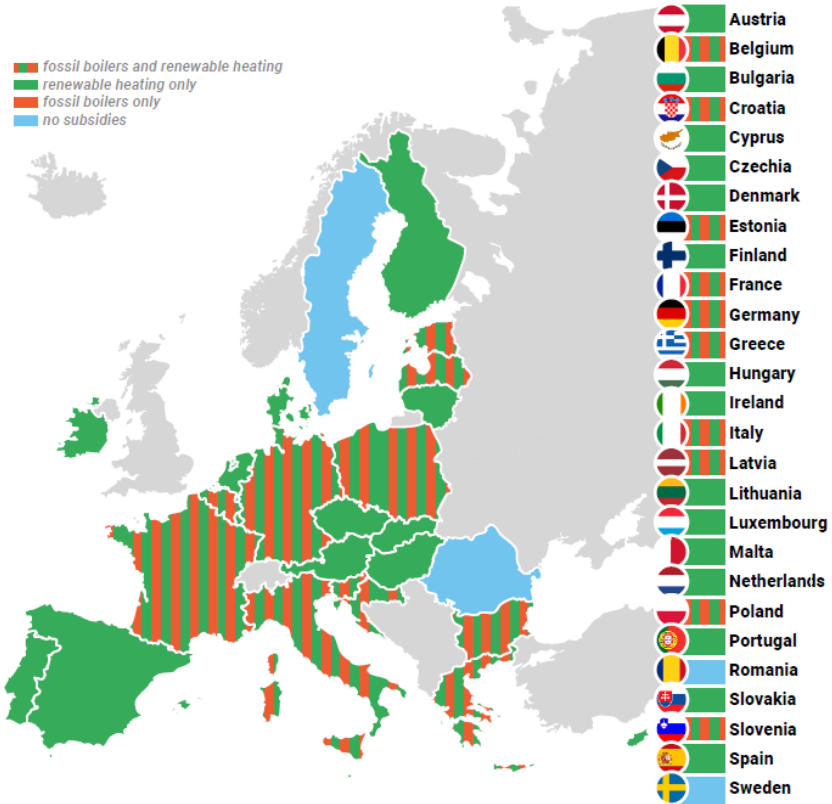 fossil boilers and renewable heating
renewable heating only
fossil boilers only
no subsidies
Austria
Belgium
Bulgaria
Croatia
Cyprus
Czechia
Denmark
Estonia
Finland
France
Germany
Greece
Hungary
Ireland
Italy
Latvia
Lithuania
Luxembourg
Malta
Netherlands
Poland
Portugal
Romania
Slovakia
Slovenia
Spain
Sweden